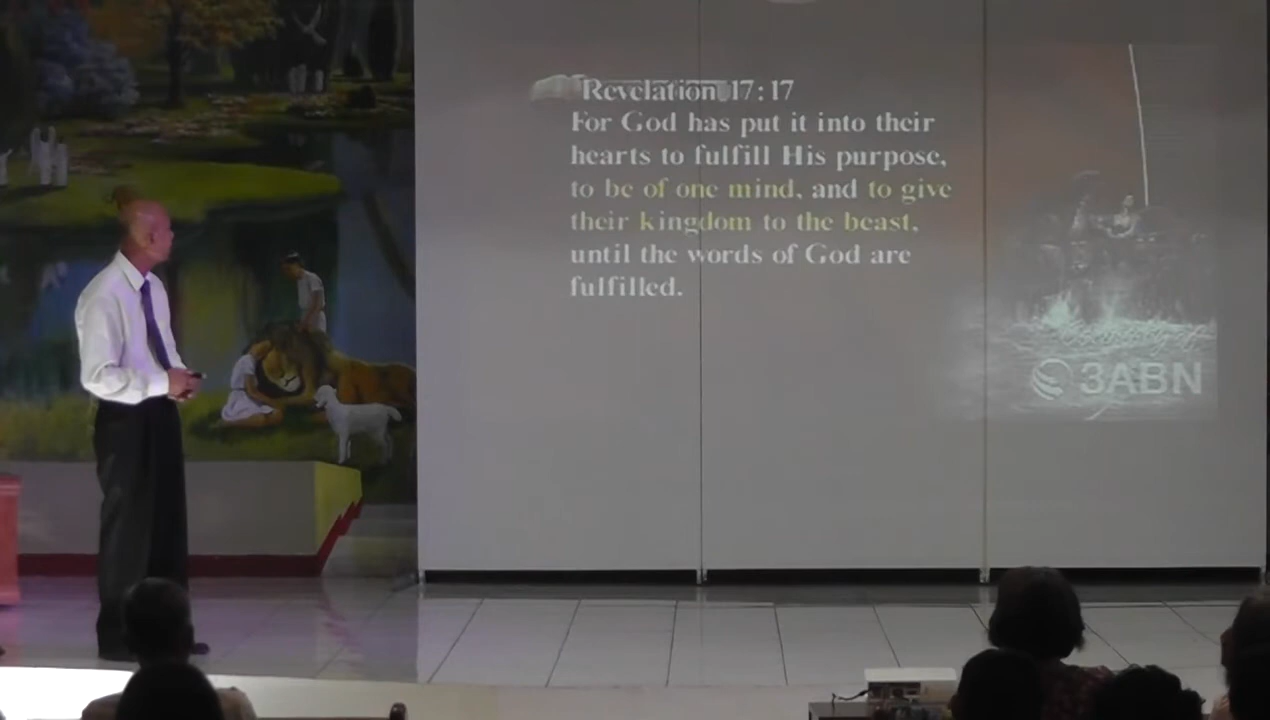 Revelation 17:17
For God has put it into their
hearts to fulfill His purpose,
to be of one mind, and to give
their kingdom to the beast,
until the words of God are
fulfilled.
3ABN